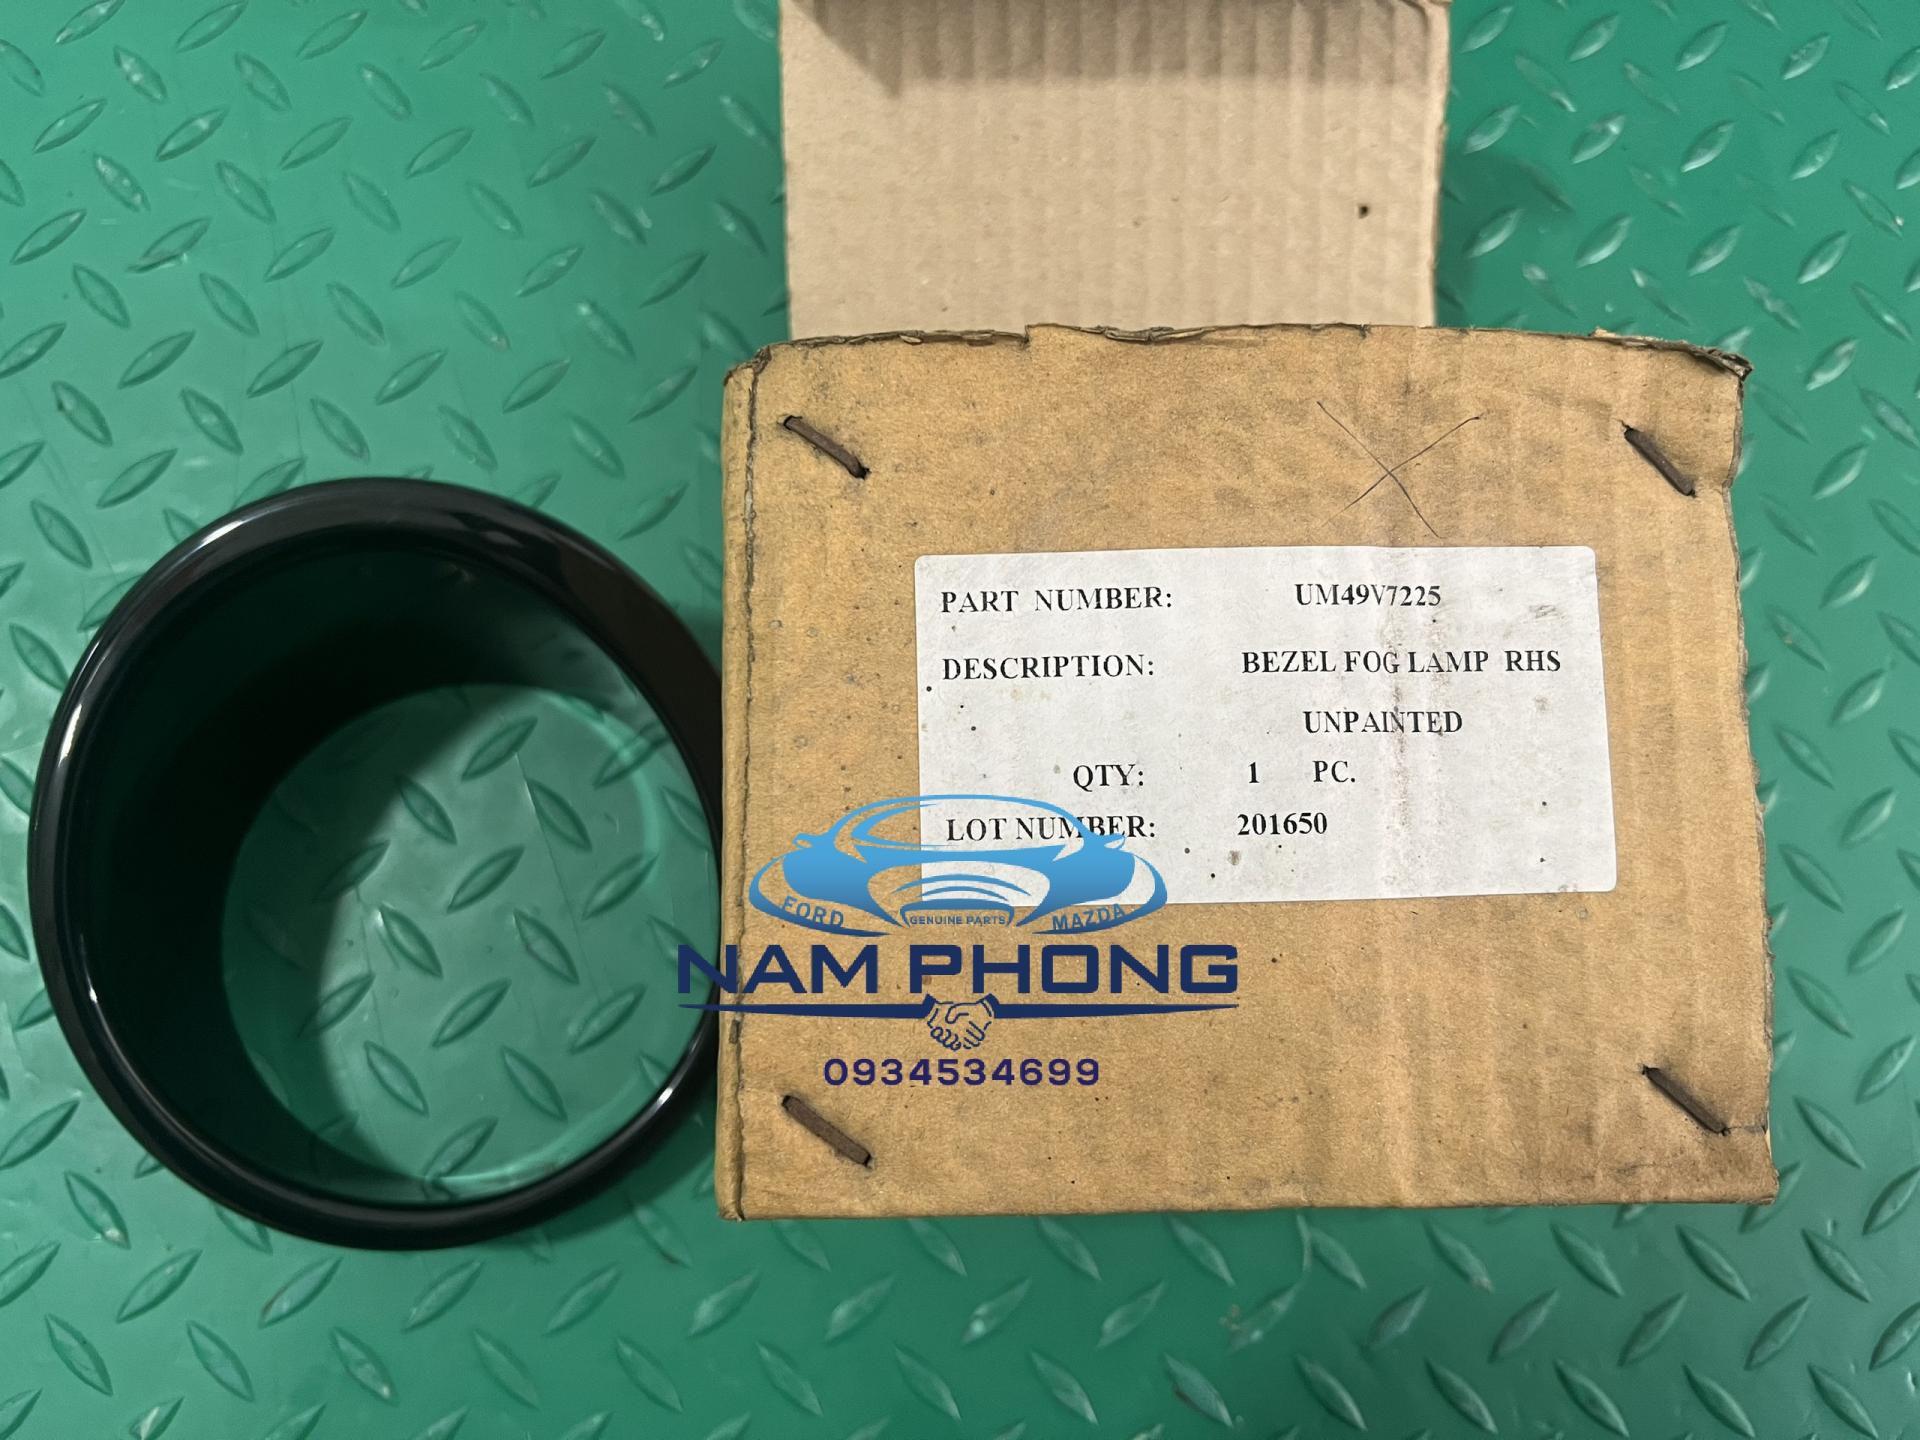 PART NUMBER: UM49V7225
DESCRIPTION: BEZEL FOG LAMP RHS
UNPAINTED
QTY: 1 PC.
LOT NUMBER: 201650
FORD GENUINE PARTS MAZDA
NAM PHONG
0934534699